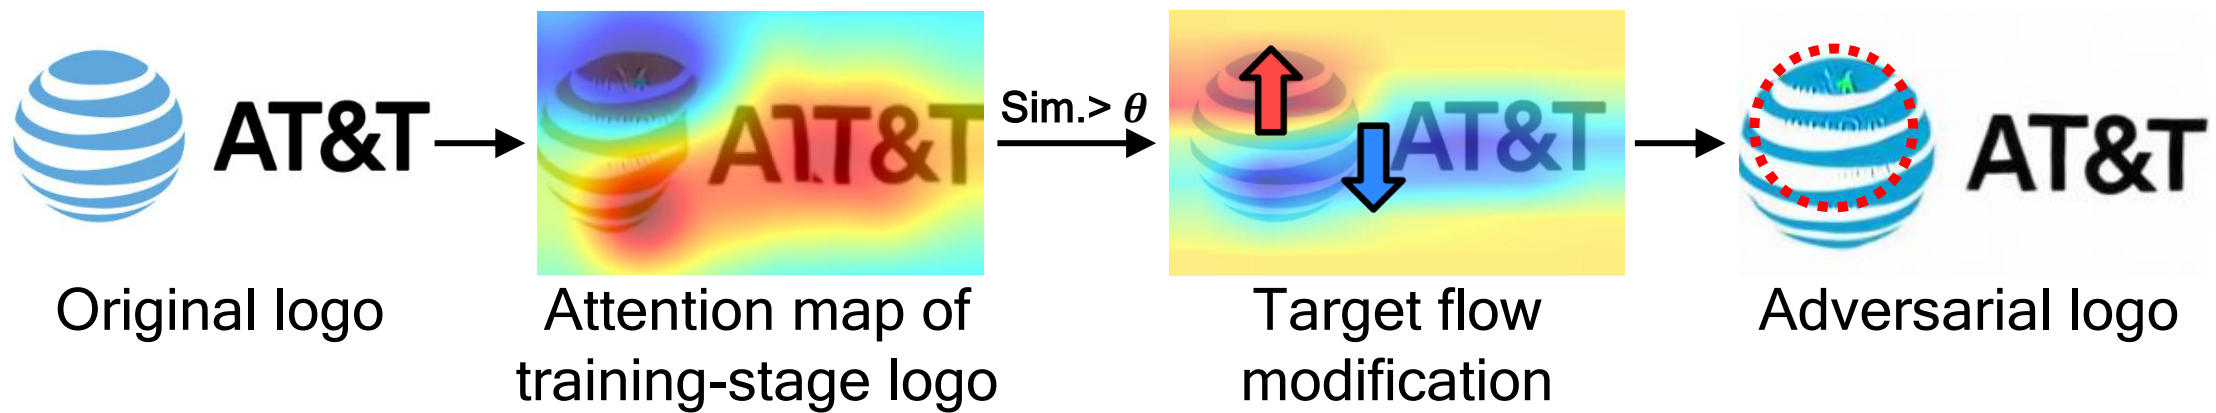 AT&T
AT&T
Sim.> θ
AT&T
AT&T
Original logo
Attention map of
training-stage logo
Target flow
modification
Adversarial logo